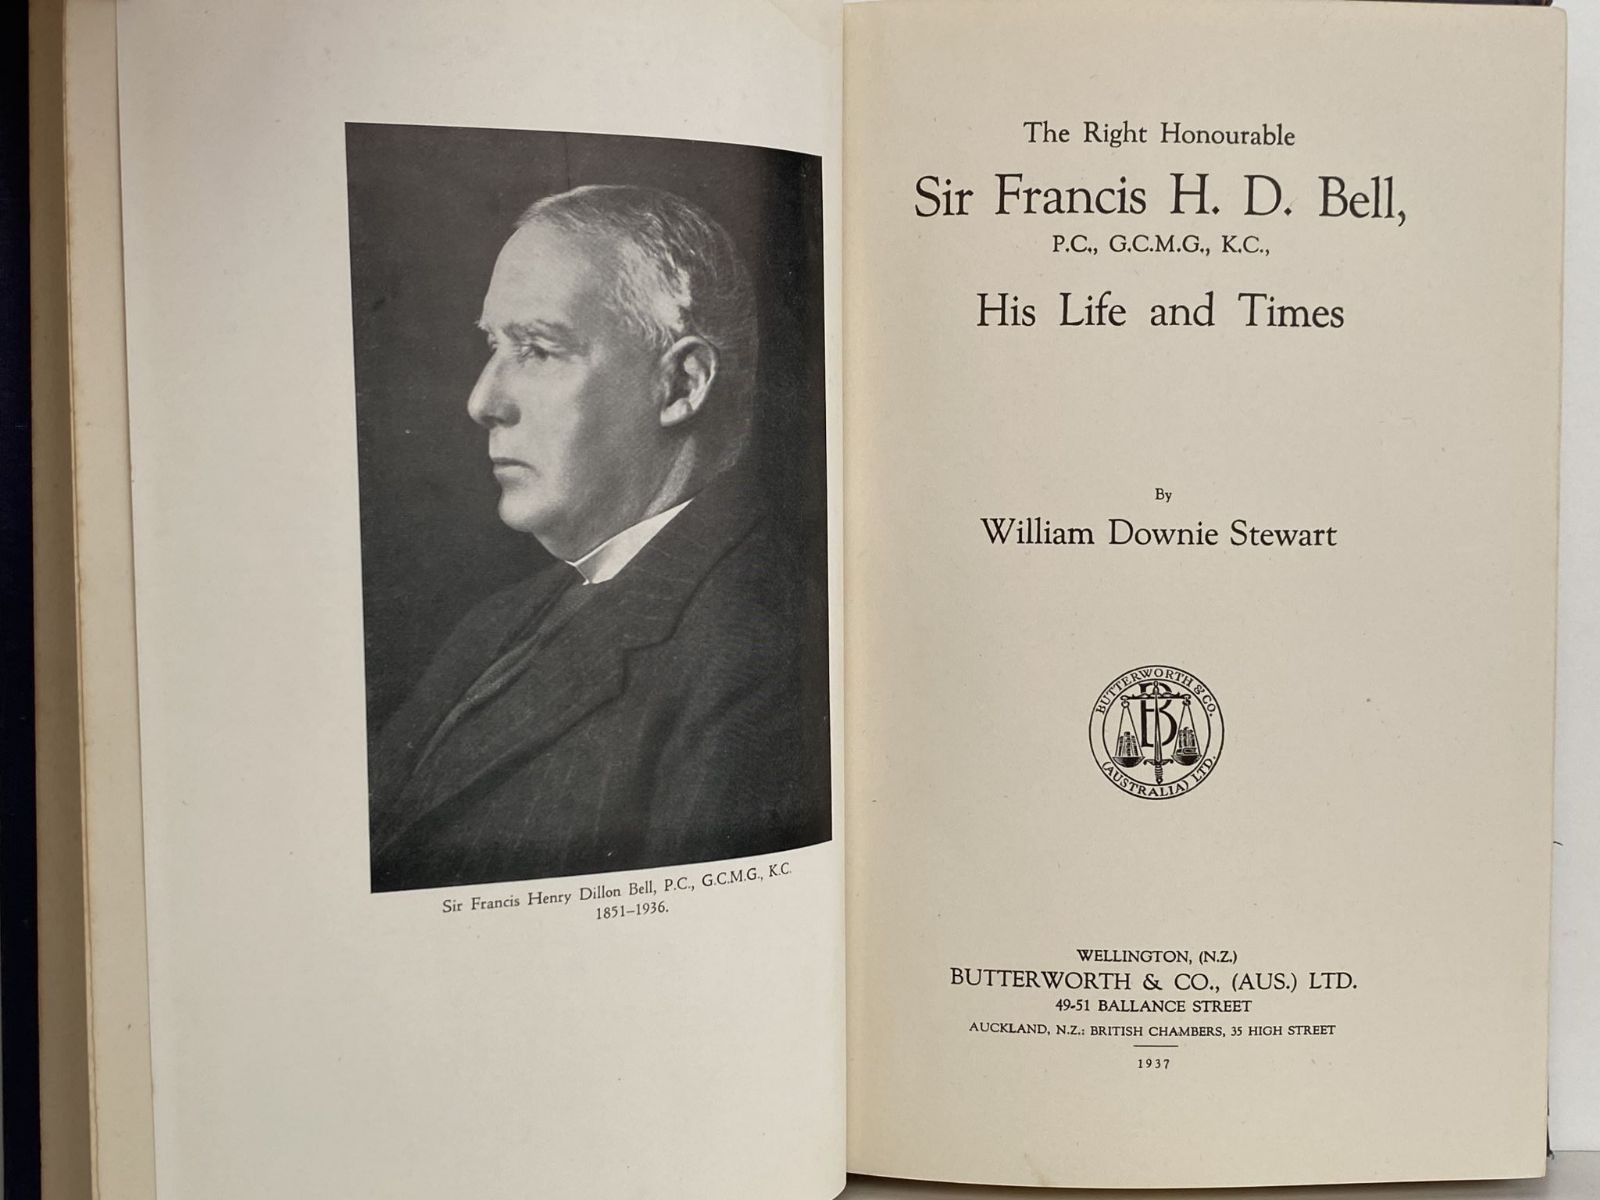 Sir Francis Henry Dillon Bell, P.C., G.C.M.G., K.C.
1851–1936.
The Right Honourable
Sir Francis H. D. Bell,
P.C., G.C.M.G., K.C.,
His Life and Times
By
William Downie Stewart
BUTTERWORTH & CO.
B
(AUSTRALIA) LTD.
WELLINGTON, (N.Z.)
BUTTERWORTH & CO., (AUS.) LTD.
49-51 BALLANCE STREET
AUCKLAND, N.Z.: BRITISH CHAMBERS, 35 HIGH STREET
1937